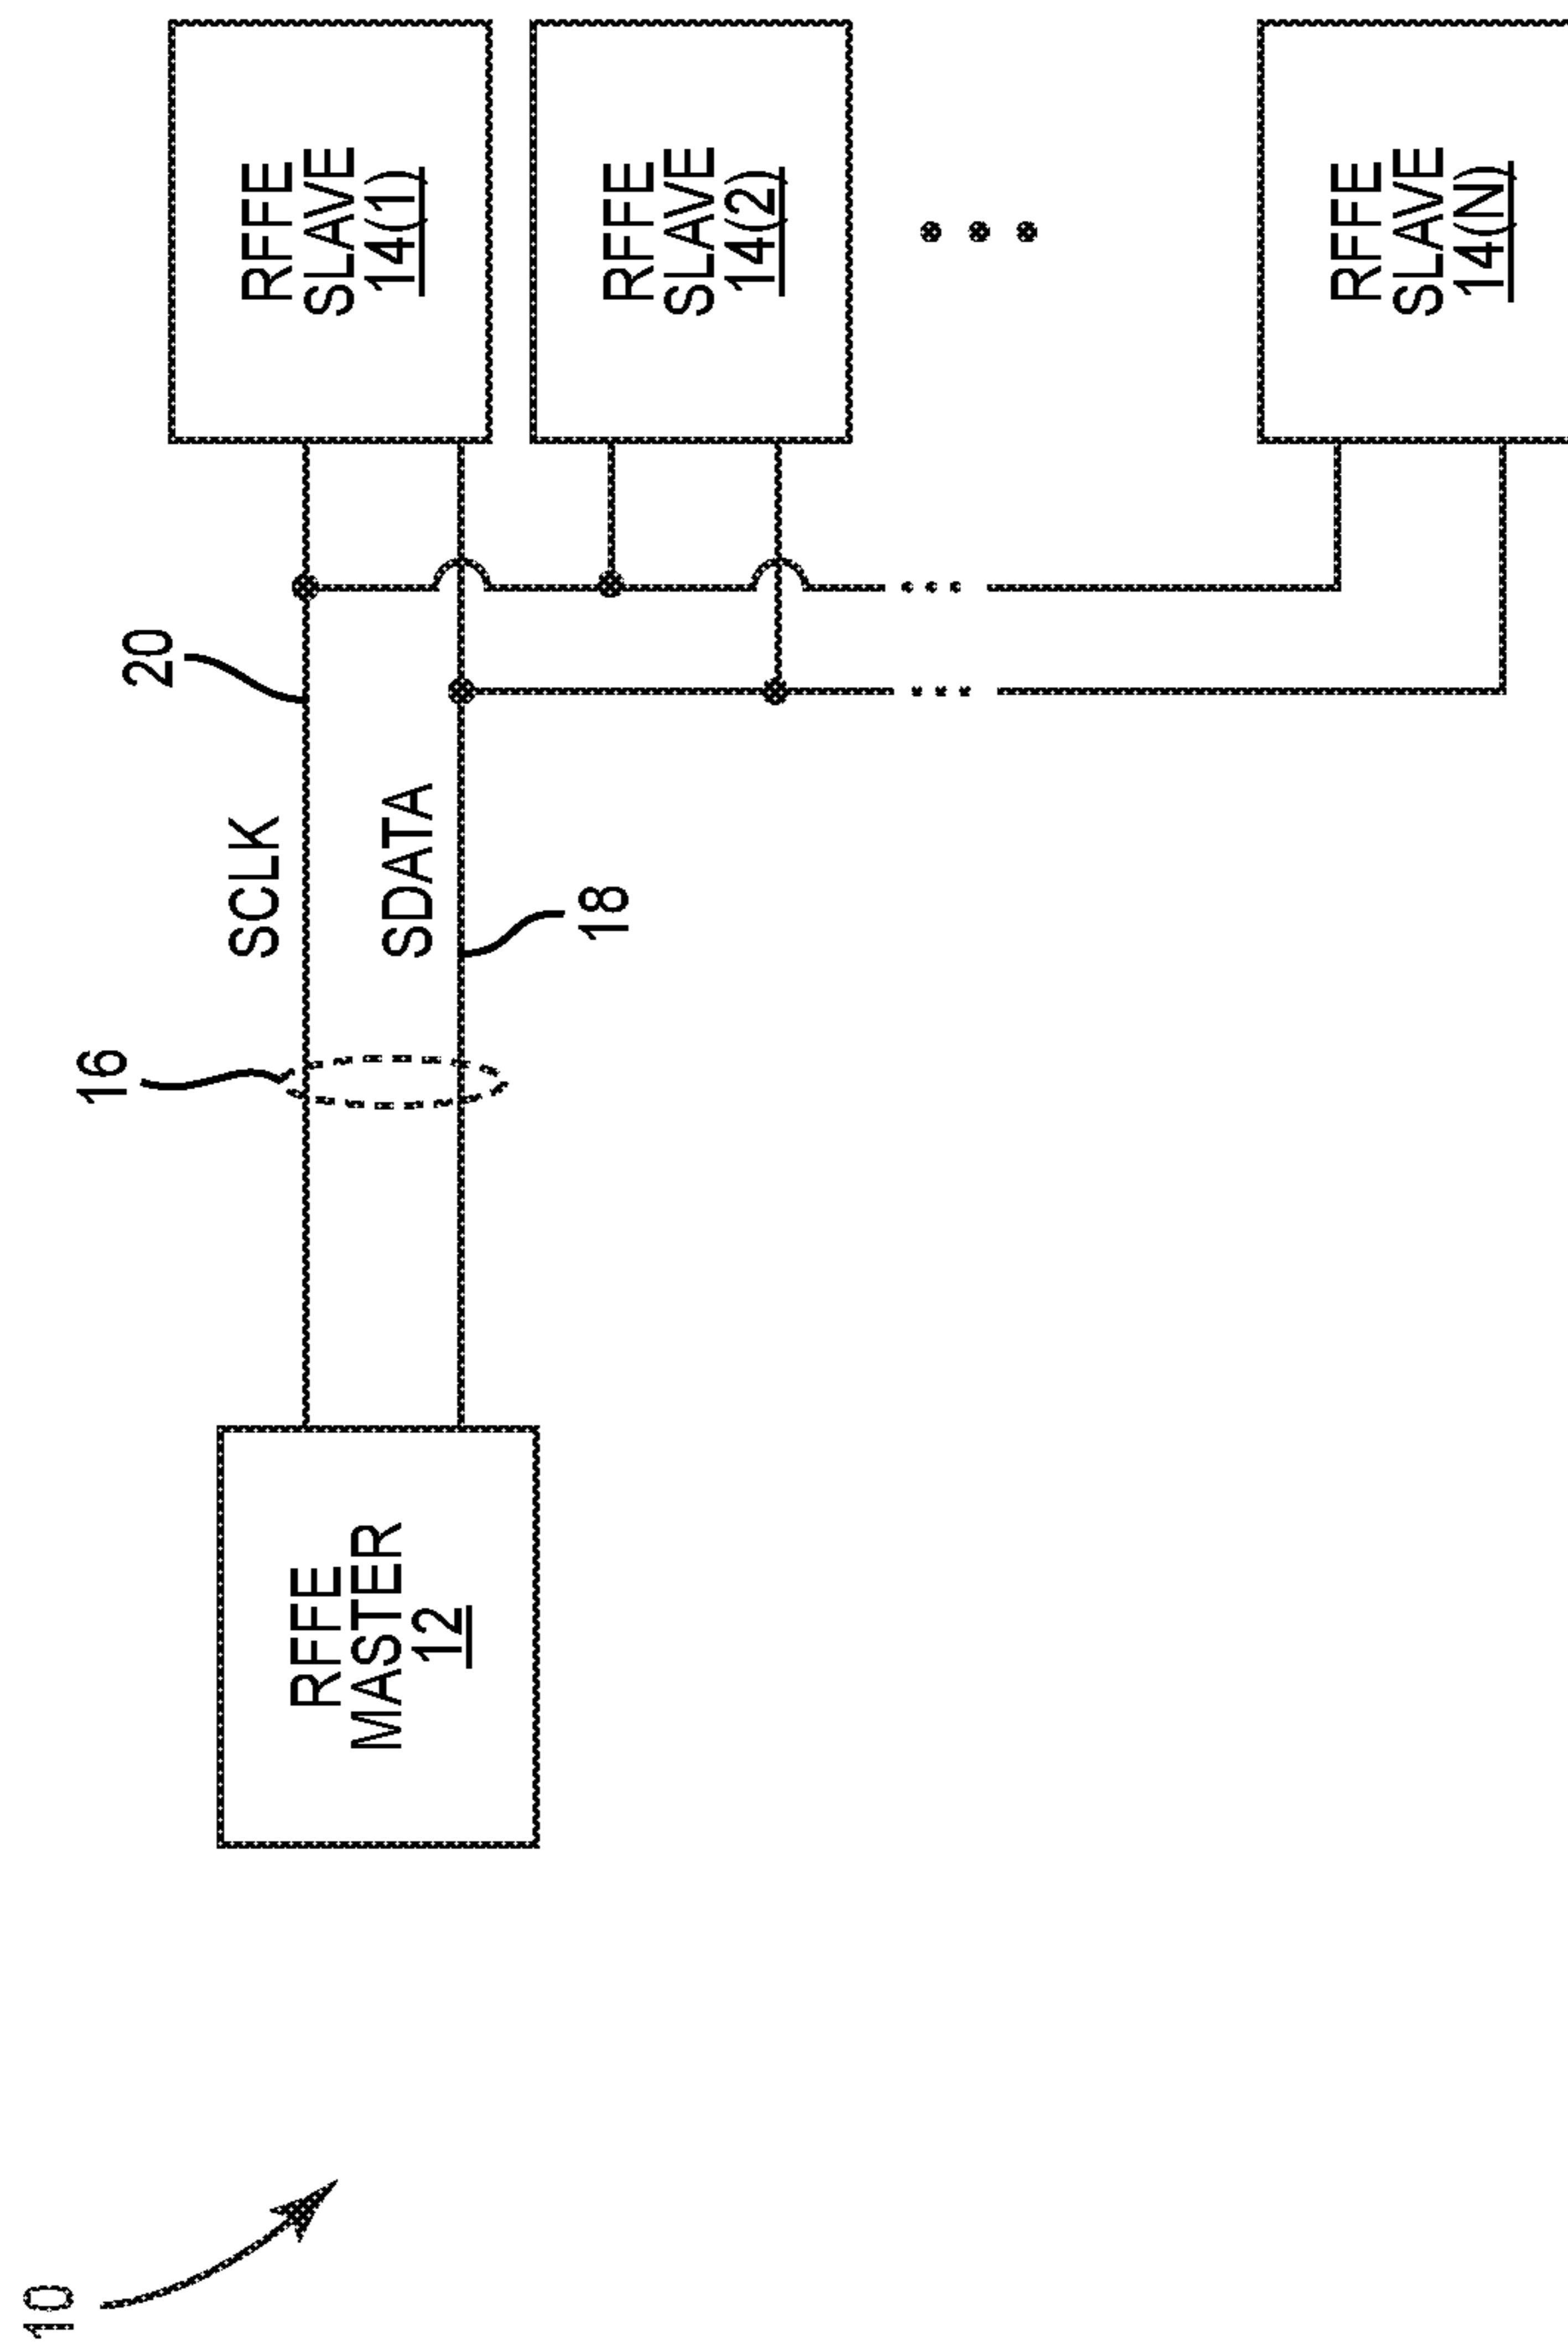 10
RFFE
MASTER
12
16
SCLK
20
SDATA
18
RFFE
SLAVE
14(1)
RFFE
SLAVE
14(2)
RFFE
SLAVE
14(N)